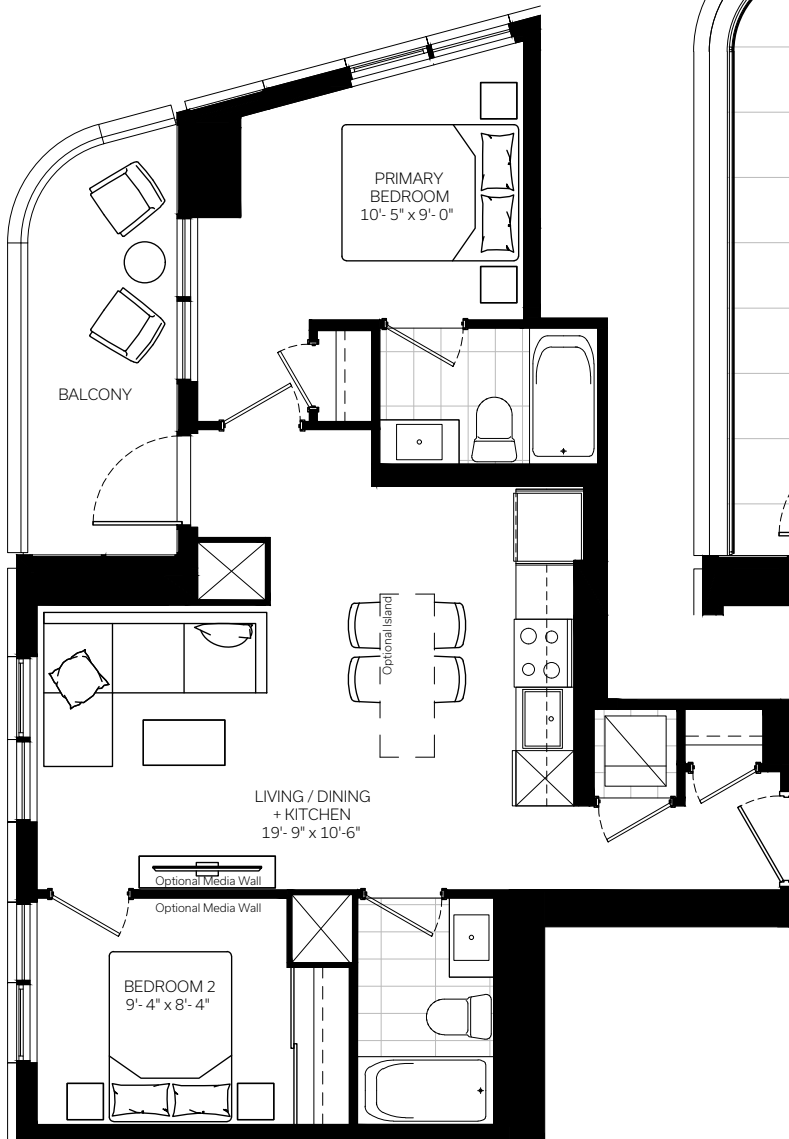 PRIMARY
BEDROOM
10'- 5" x 9'- 0"
BALCONY
Optional Island
LIVING / DINING
+ KITCHEN
19'- 9" x 10'-6"
Optional Media Wall
Optional Media Wall
BEDROOM 2
9'- 4" x 8'- 4"